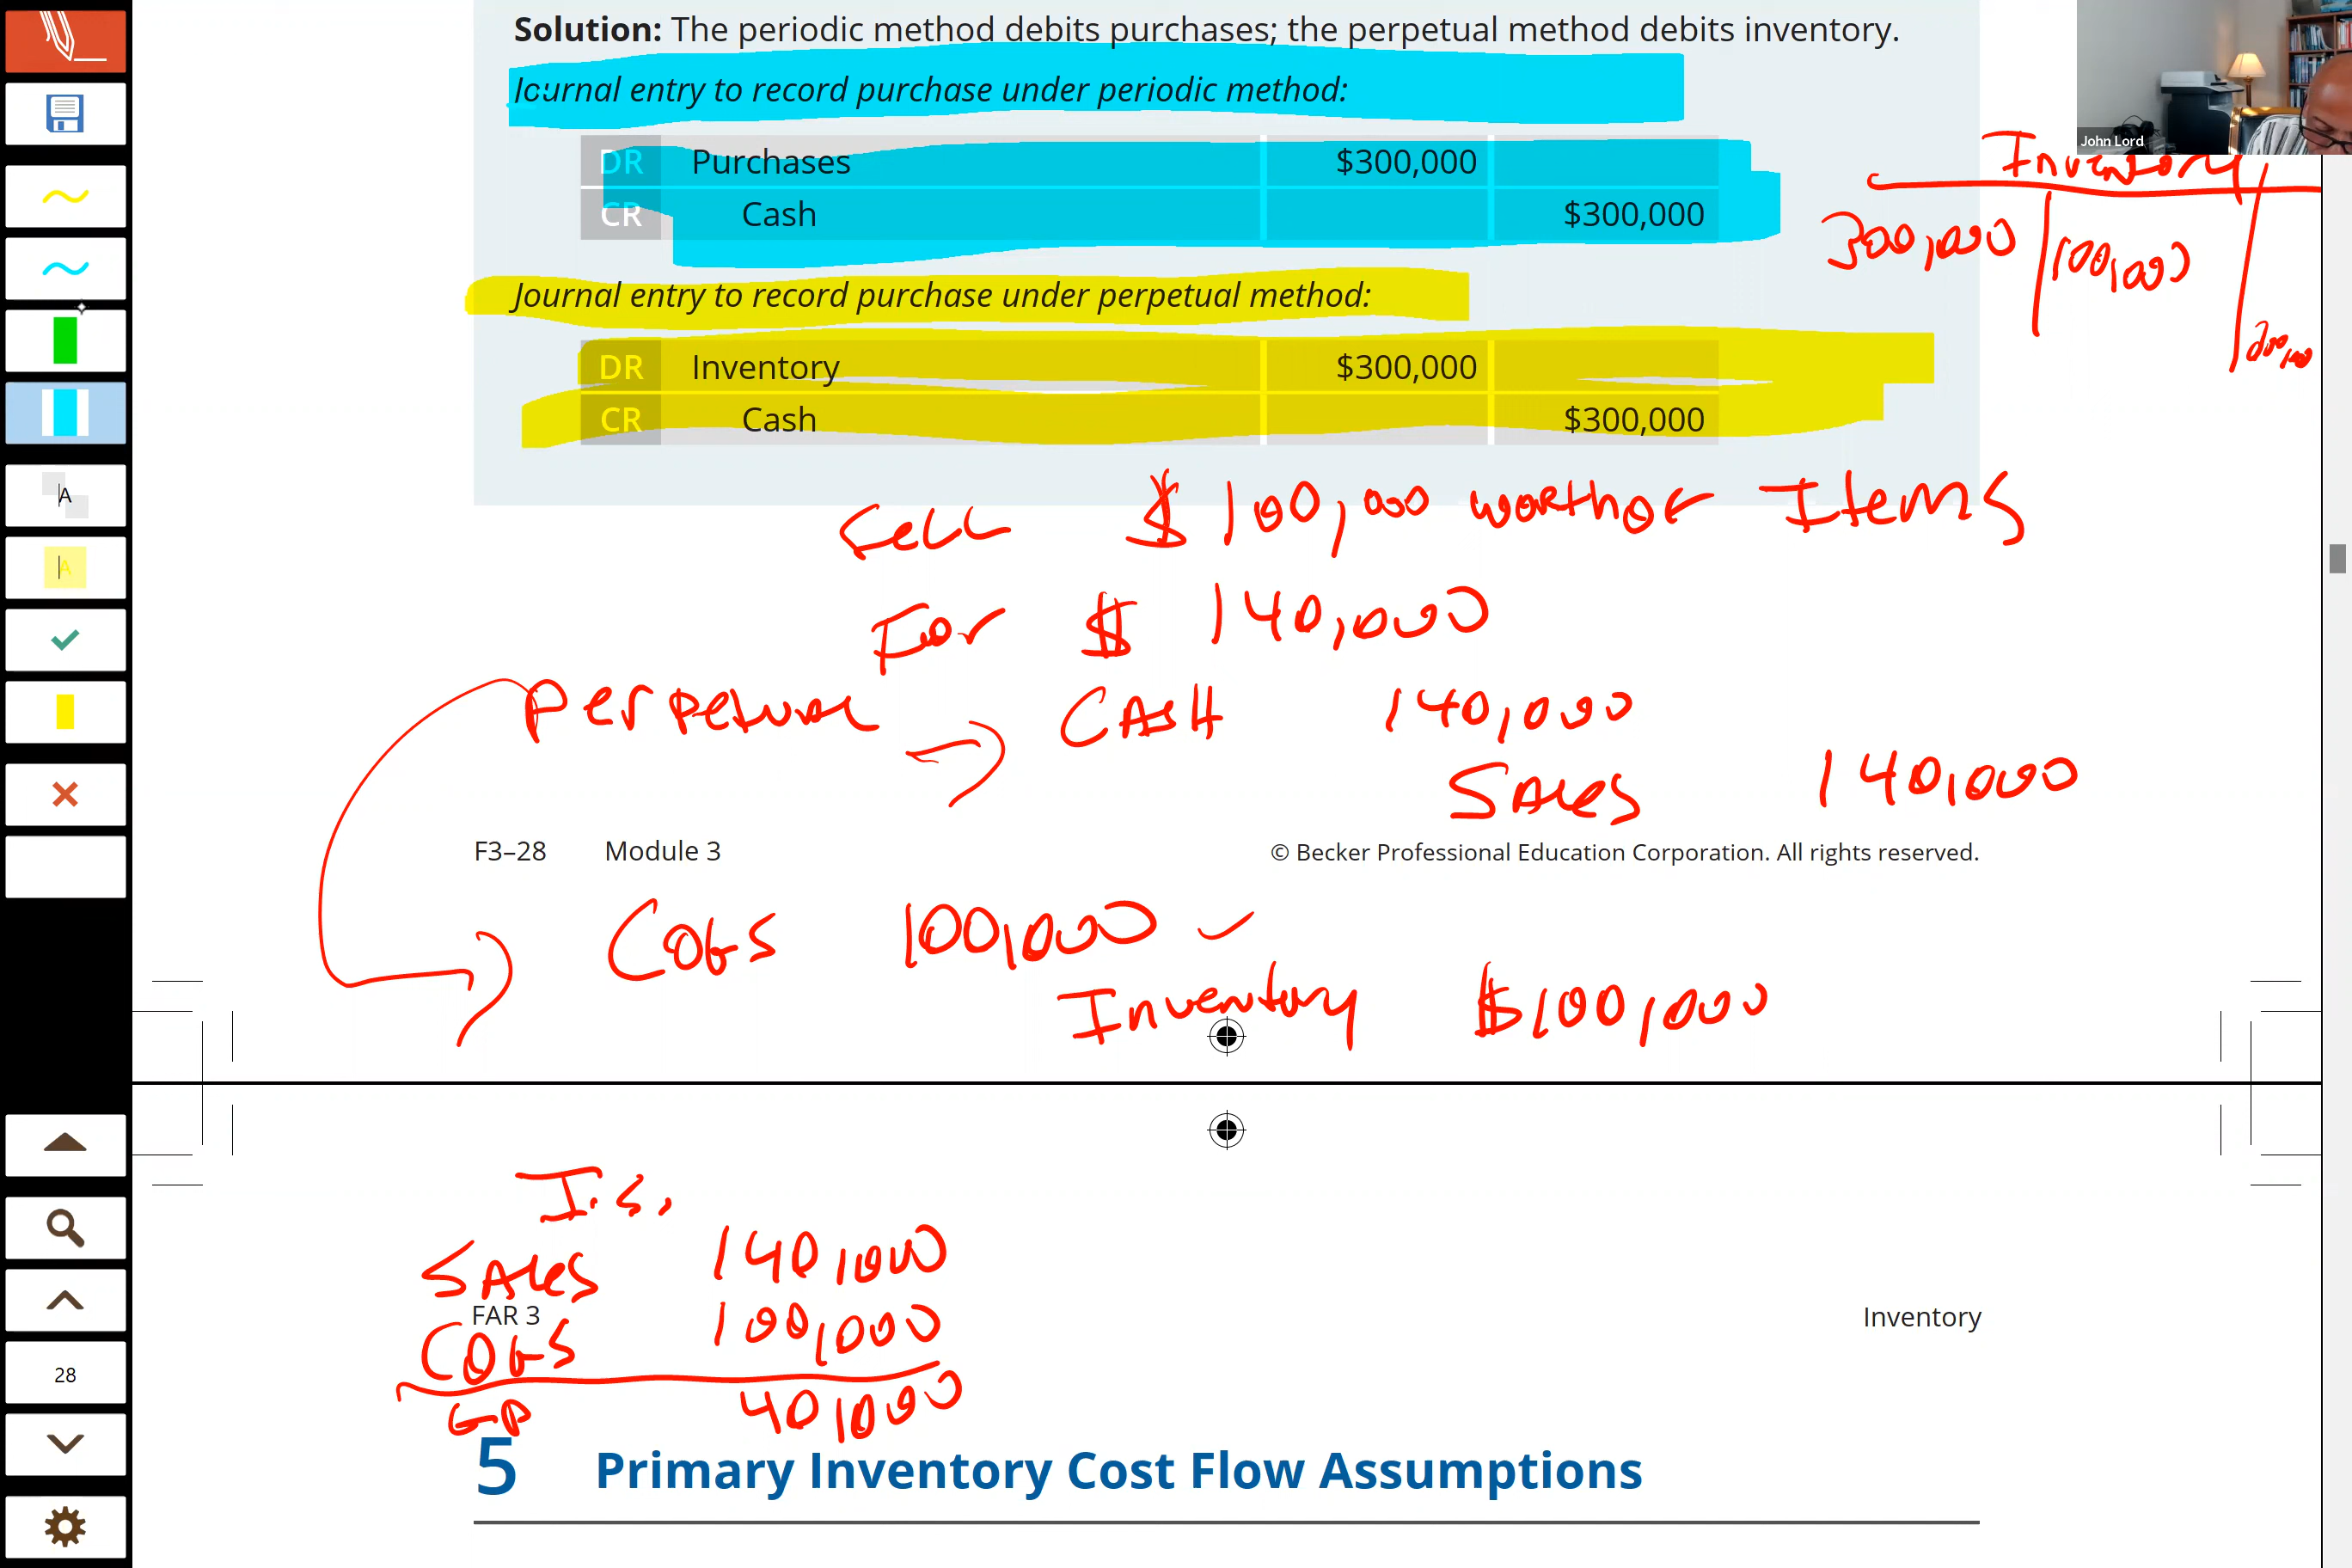 Solution: The periodic method debits purchases; the perpetual method debits inventory.
Journal entry to record purchase under periodic method:
DR Purchases $300,000
CR Cash $300,000
Journal entry to record purchase under perpetual method:
DR Inventory $300,000
CR Cash $300,000
John Lord
Inventory
300,000 100,000
200,000
Sell $100,000 worth of Items
For $140,000
Perpetual CASH 140,000
SALES 140,000
F3–28 Module 3 © Becker Professional Education Corporation. All rights reserved.
COGS 100,000
Inventory $100,000
I.S.
SALES 140,000
FAR 3 Inventory
COGS 100,000
GP 40,000
5 Primary Inventory Cost Flow Assumptions
A
A
28